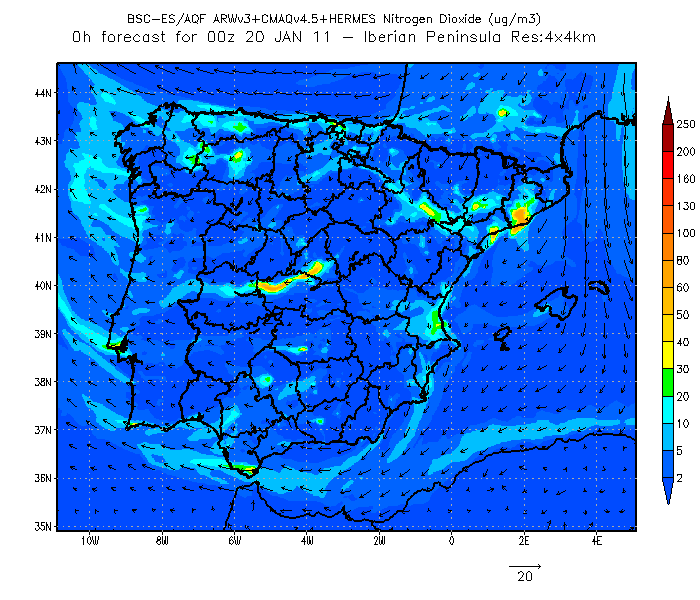 BSC-ES/AQF ARWv3+CMAQv4.5+HERMES Nitrogen Dioxide (ug/m3)
0h forecast for 00z 20 JAN 11 - Iberian Peninsula Res:4x4km
44N
43N
42N
41N
40N
39N
38N
37N
36N
35N
10W 8W 6W 4W 2W 0 2E 4E
250
200
160
130
100
80
60
50
40
30
20
10
5
2
20